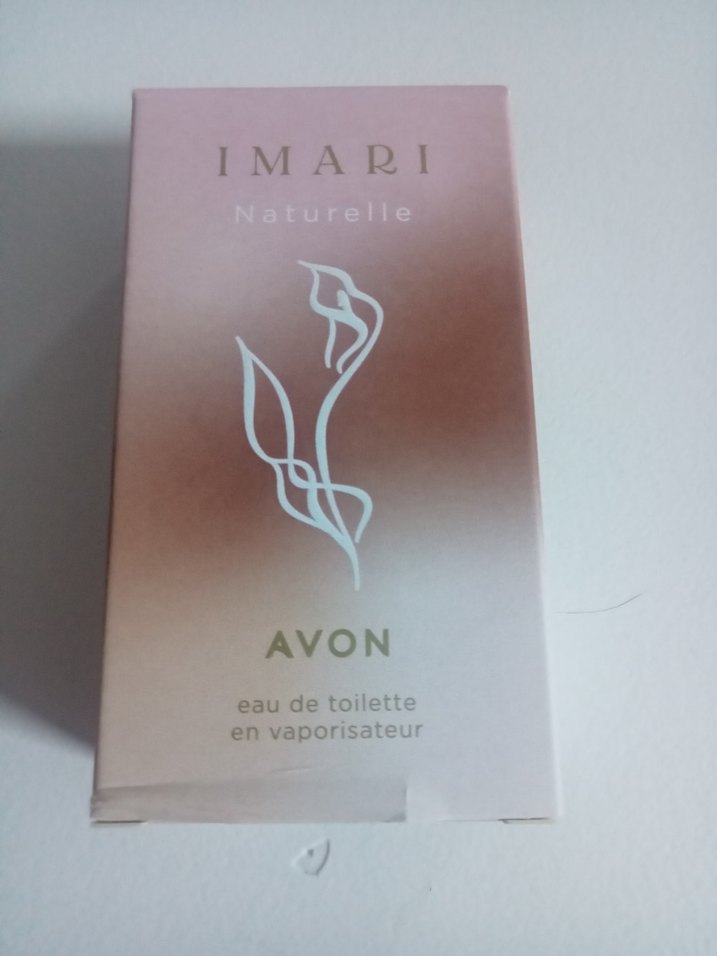 IMARI
Naturelle
AVON
eau de toilette
en vaporisateur